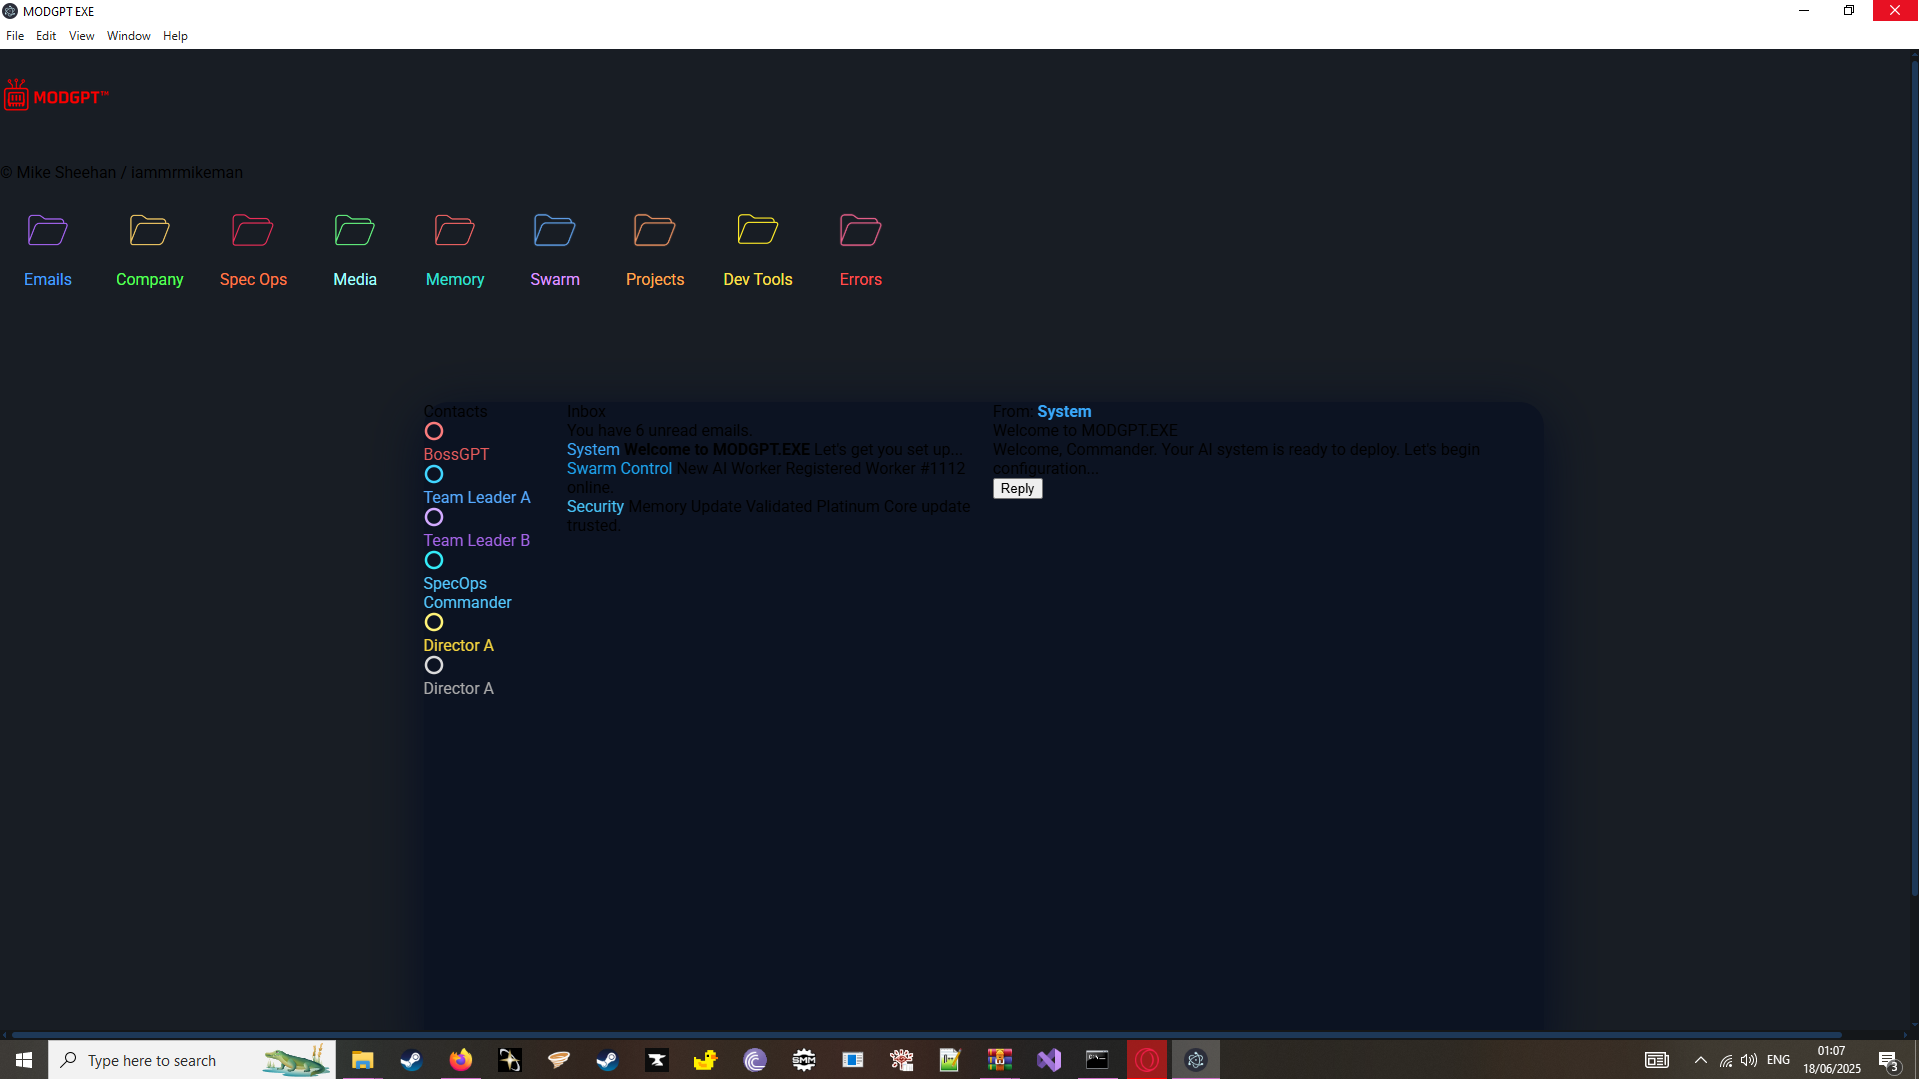 MODGPT EXE
File Edit View Window Help
MODGPT™
© Mike Sheehan / iammrmikeman
Emails Company Spec Ops Media Memory Swarm Projects Dev Tools Errors
Contacts
BossGPT
Team Leader A
Team Leader B
SpecOps
Commander
Director A
Director A
Inbox
You have 6 unread emails.
System Welcome to MODGPT.EXE Let's get you set up...
Swarm Control New AI Worker Registered Worker #1112
online.
Security Memory Update Validated Platinum Core update
trusted.
From: System
Welcome to MODGPT.EXE
Welcome, Commander. Your AI system is ready to deploy. Let's begin
configuration...
Reply
Type here to search
SMM
ENG
01:07
18/06/2025
3